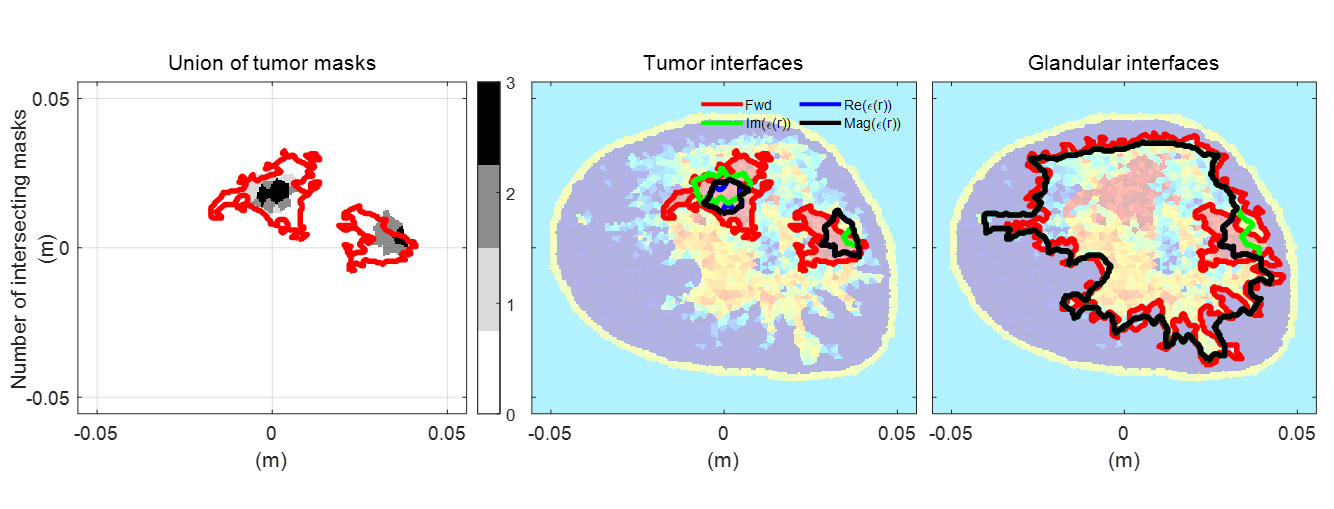 Union of tumor masks
Number of intersecting masks
(m)
0.05
0
-0.05
-0.05
0
0.05
(m)
3
2
1
0
Tumor interfaces
Fwd
Re(ϵ(r))
Im(ϵ(r))
Mag(ϵ(r))
-0.05
0
0.05
(m)
Glandular interfaces
-0.05
0
0.05
(m)